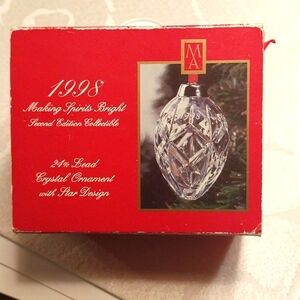 MA
1998
Making Spirits Bright
Second Edition Collectible
24% Lead
Crystal Ornament
with Star Design